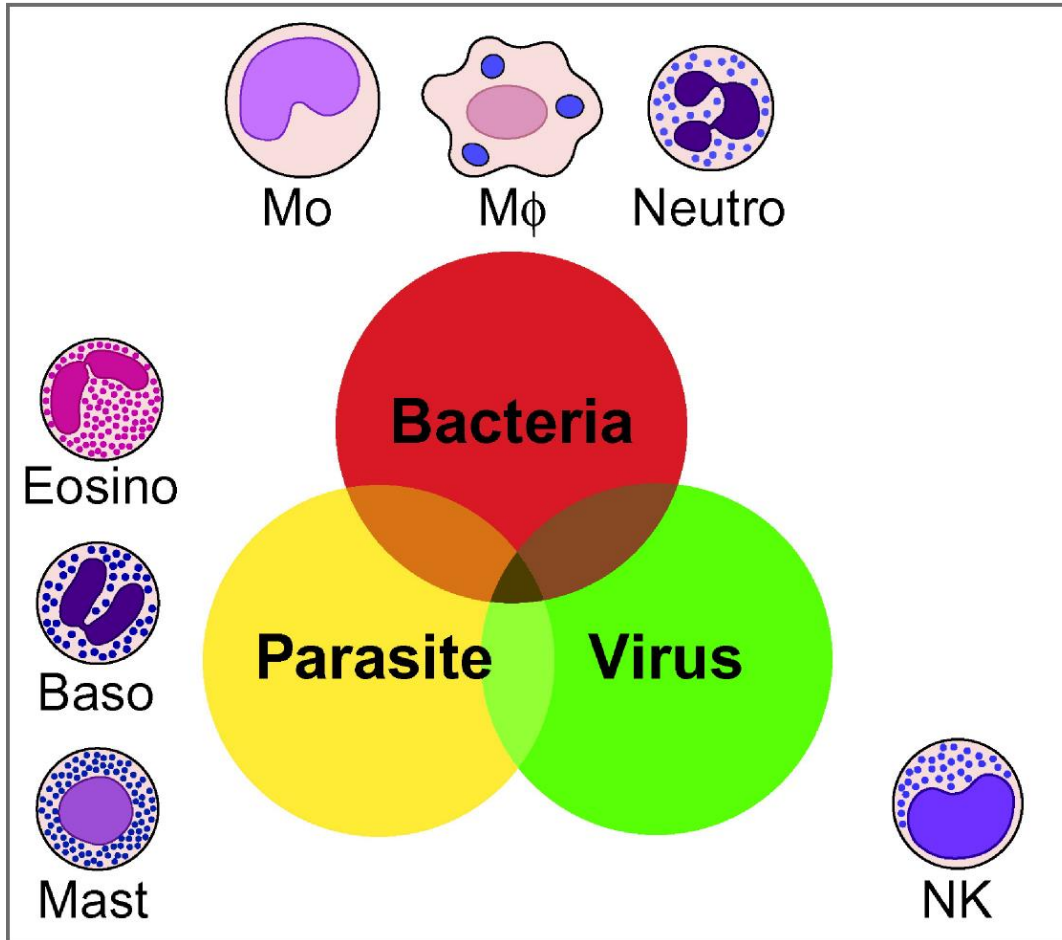 Mo
Mϕ
Neutro
Bacteria
Eosino
Parasite
Virus
Baso
Mast
NK